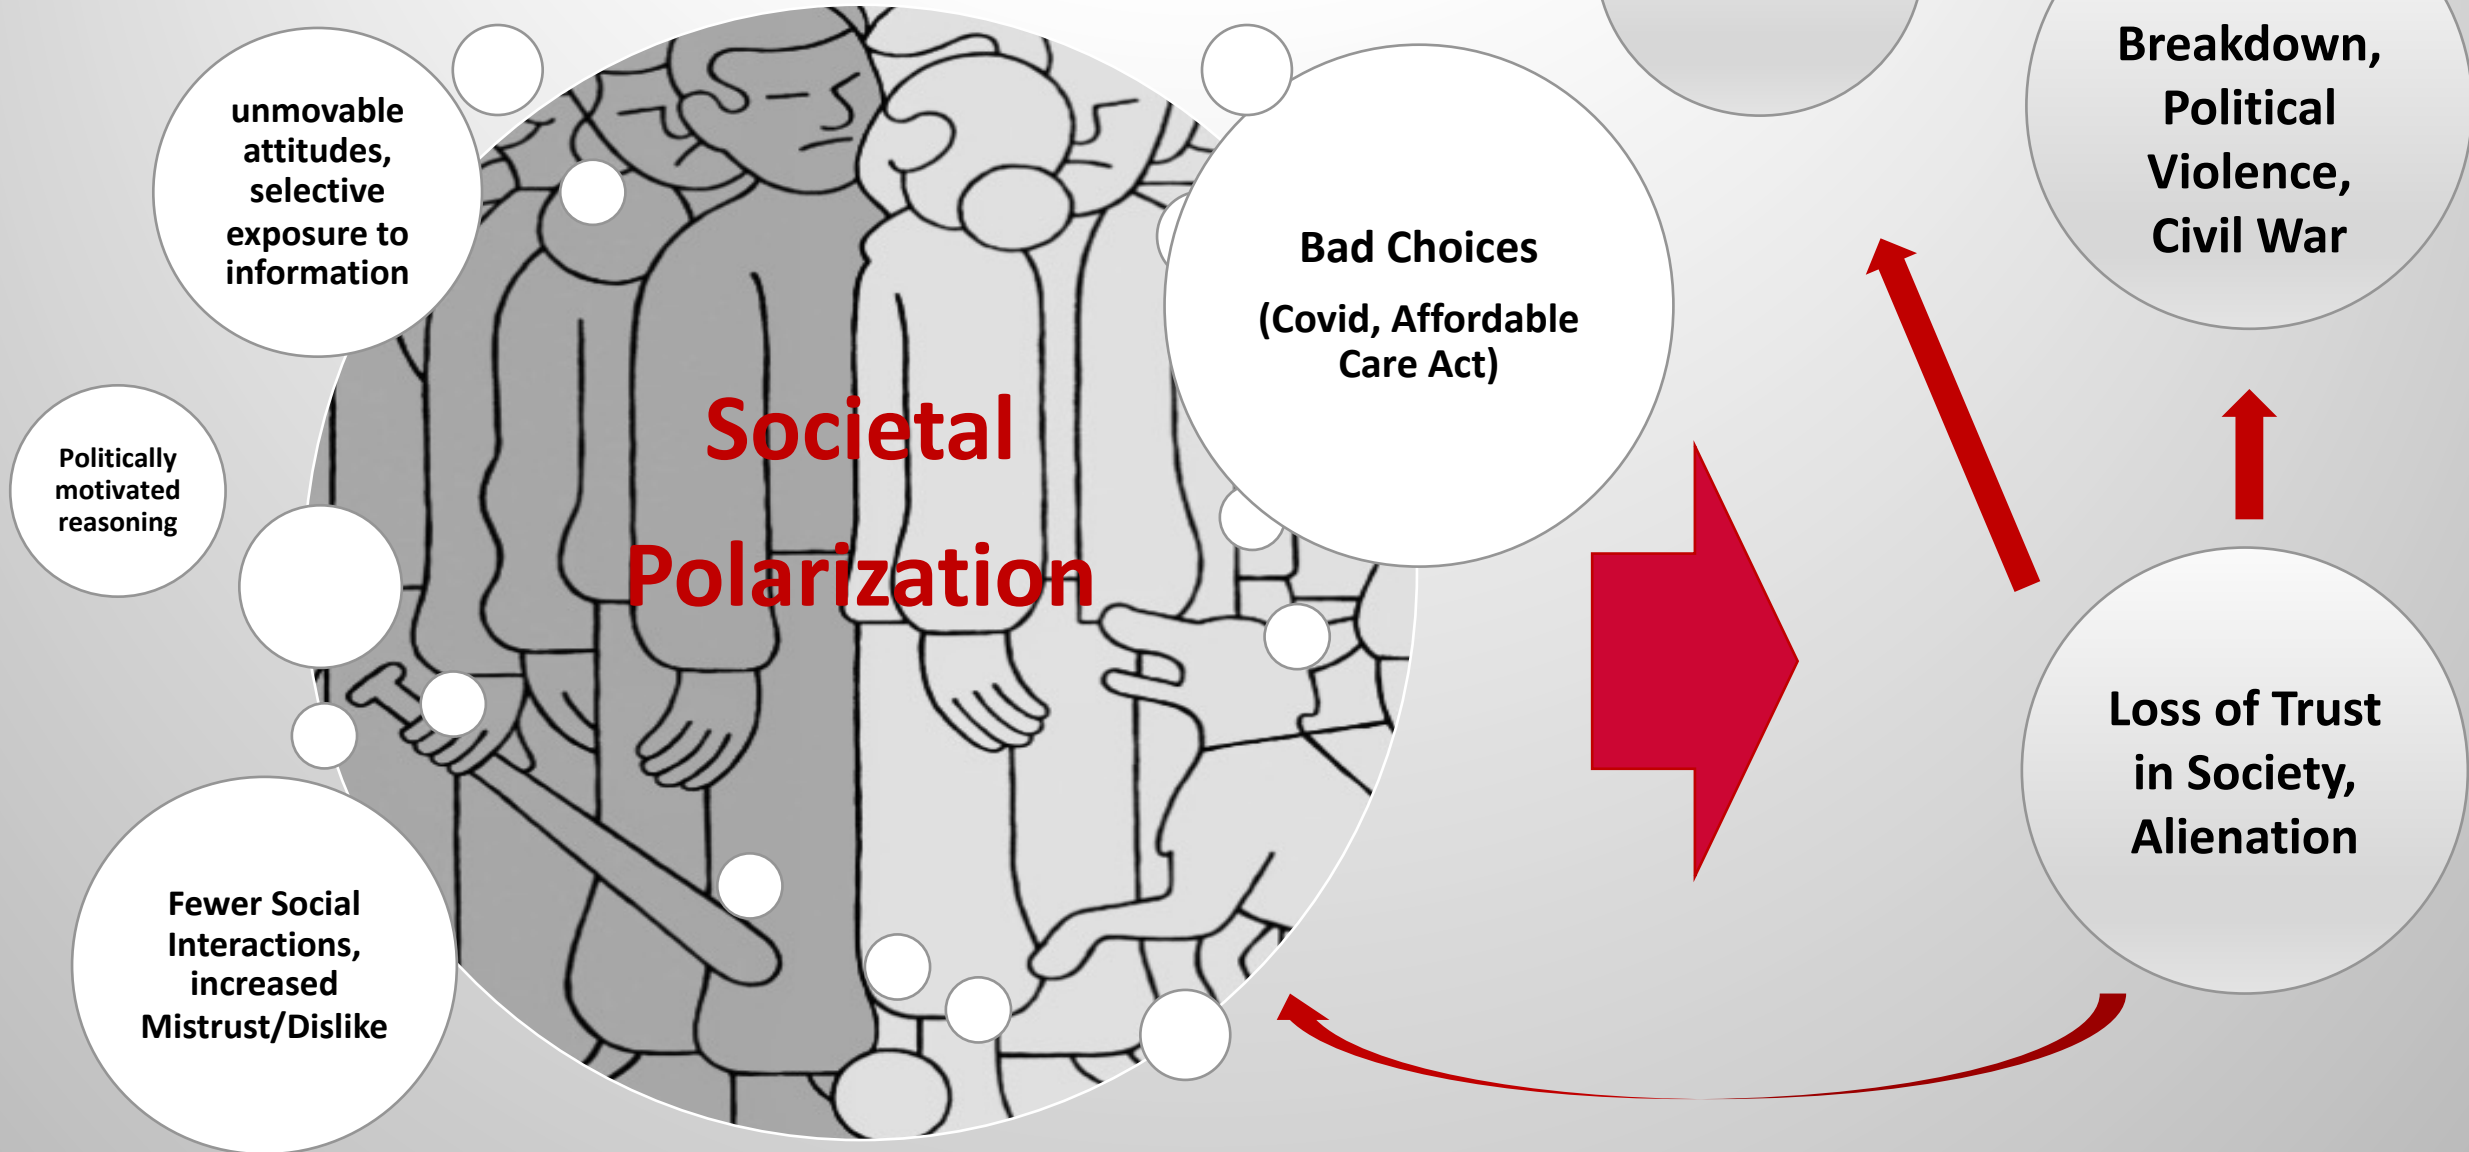 unmovable
attitudes,
selective
exposure to
information
Politically
motivated
reasoning
Fewer Social
Interactions,
increased
Mistrust/Dislike
Societal
Polarization
Bad Choices
(Covid, Affordable
Care Act)
Breakdown,
Political
Violence,
Civil War
Loss of Trust
in Society,
Alienation